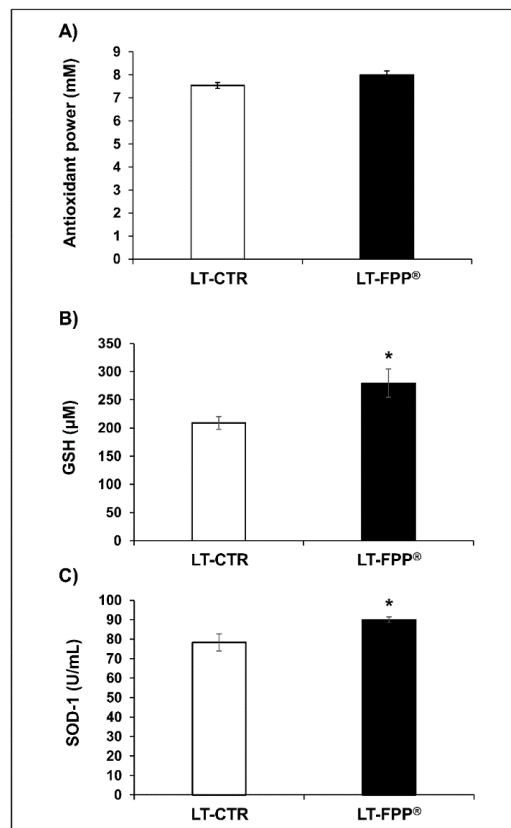 A)
Antioxidant power (mM)
9
8
7
6
5
4
3
2
1
0
LT-CTR
LT-FPP®
B)
GSH (µM)
350
300
250
200
150
100
50
0
*
LT-CTR
LT-FPP®
C)
SOD-1 (U/mL)
100
90
80
70
60
50
40
30
20
10
0
*
LT-CTR
LT-FPP®